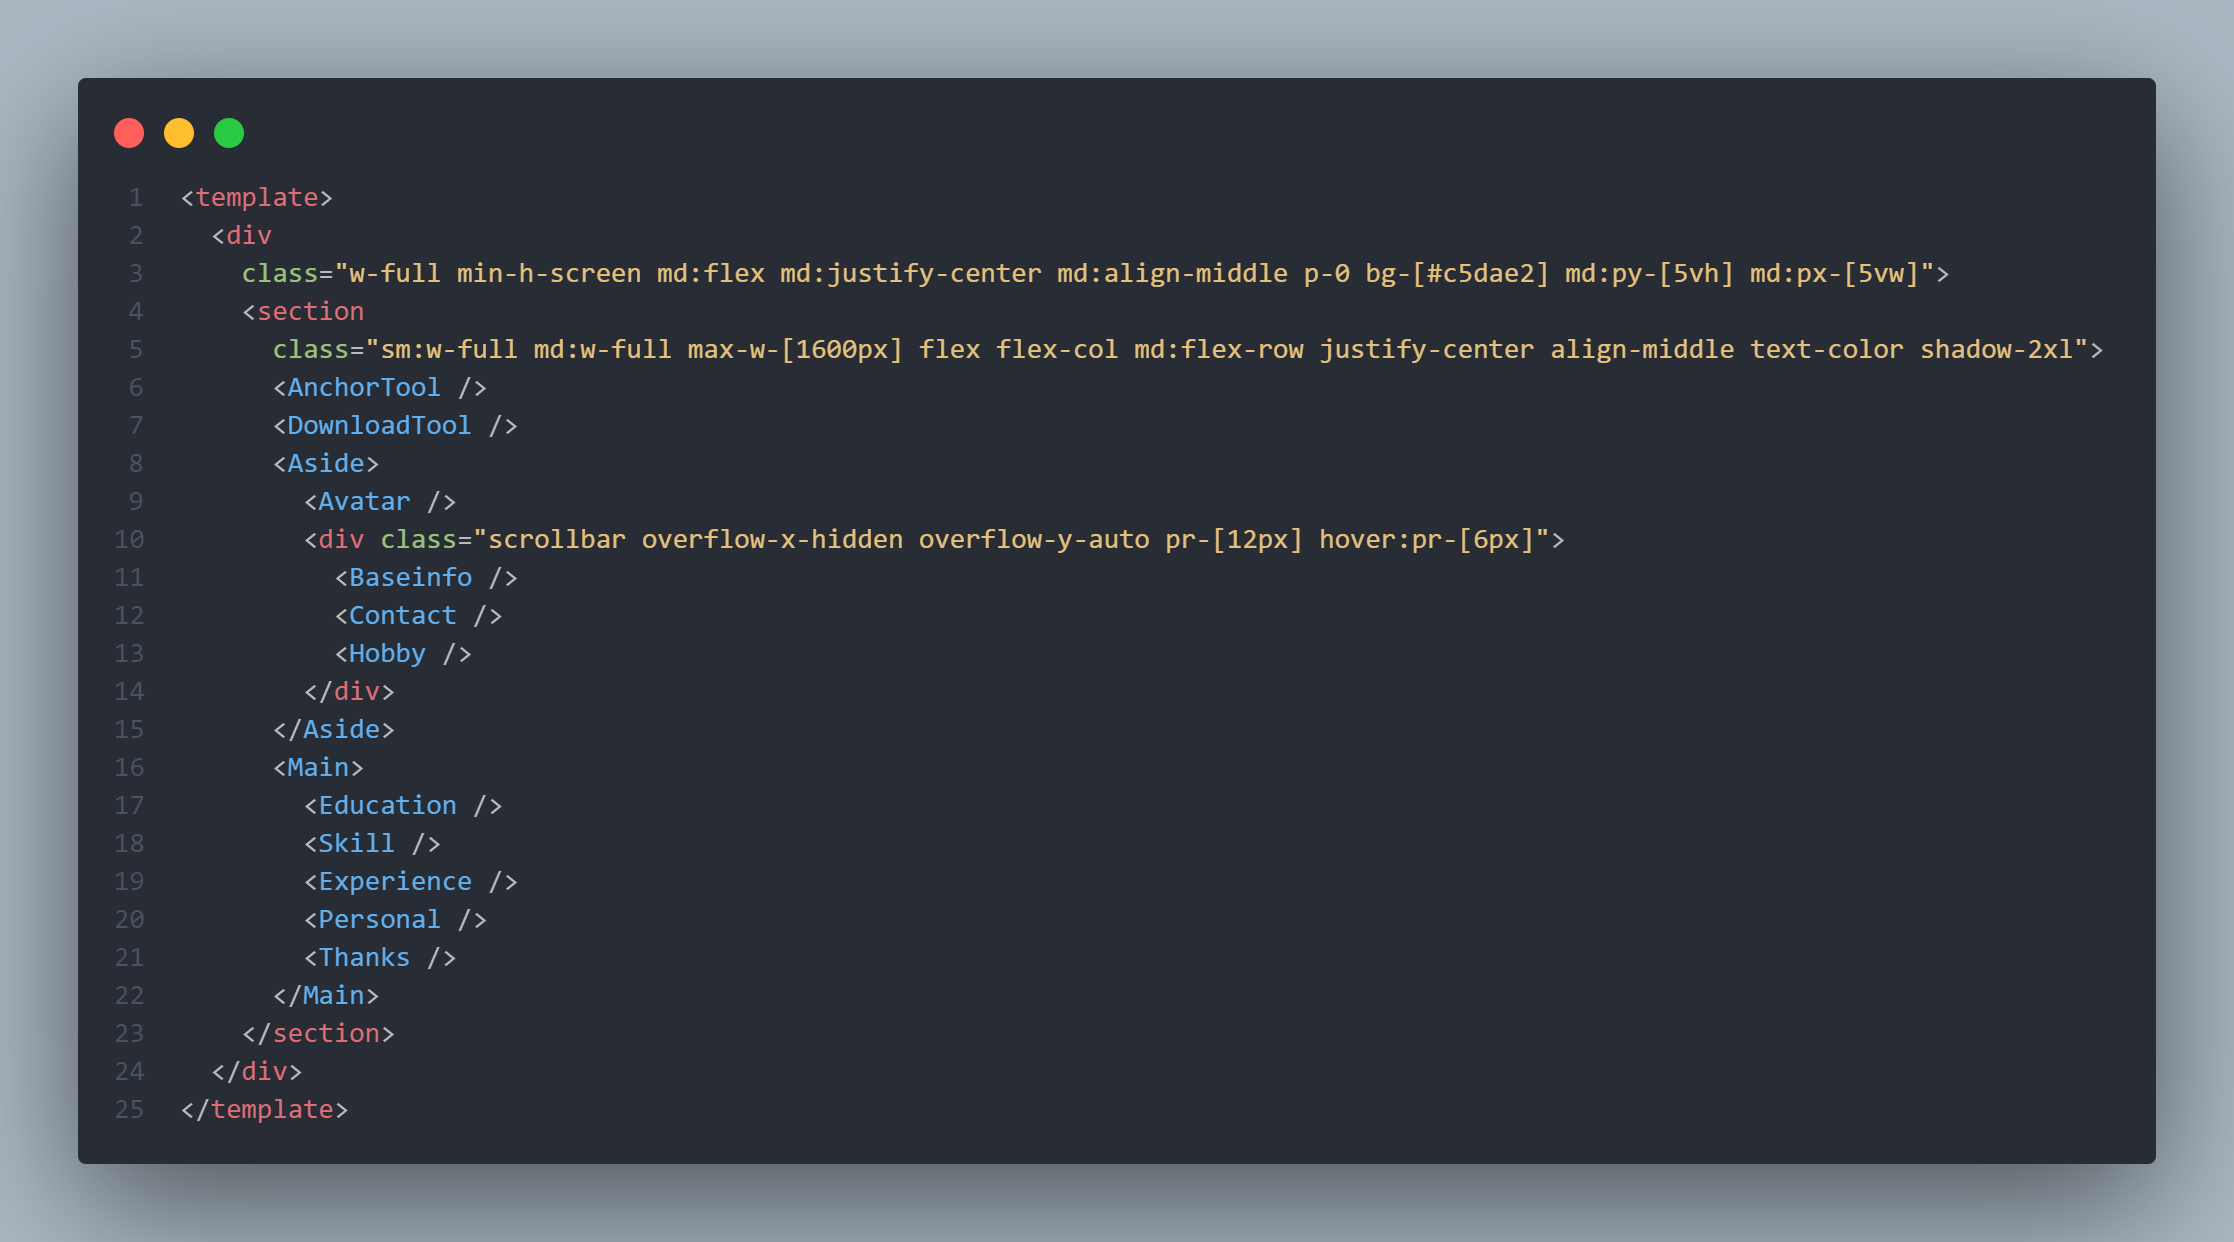 1 <template>
2   <div
3     class="w-full min-h-screen md:flex md:justify-center md:align-middle p-0 bg-[#c5dae2] md:py-[5vh] md:px-[5vw]">
4     <section
5       class="sm:w-full md:w-full max-w-[1600px] flex flex-col md:flex-row justify-center align-middle text-color shadow-2xl">
6       <AnchorTool />
7       <DownloadTool />
8       <Aside>
9         <Avatar />
10         <div class="scrollbar overflow-x-hidden overflow-y-auto pr-[12px] hover:pr-[6px]">
11           <Baseinfo />
12           <Contact />
13           <Hobby />
14         </div>
15       </Aside>
16       <Main>
17         <Education />
18         <Skill />
19         <Experience />
20         <Personal />
21         <Thanks />
22       </Main>
23     </section>
24   </div>
25 </template>